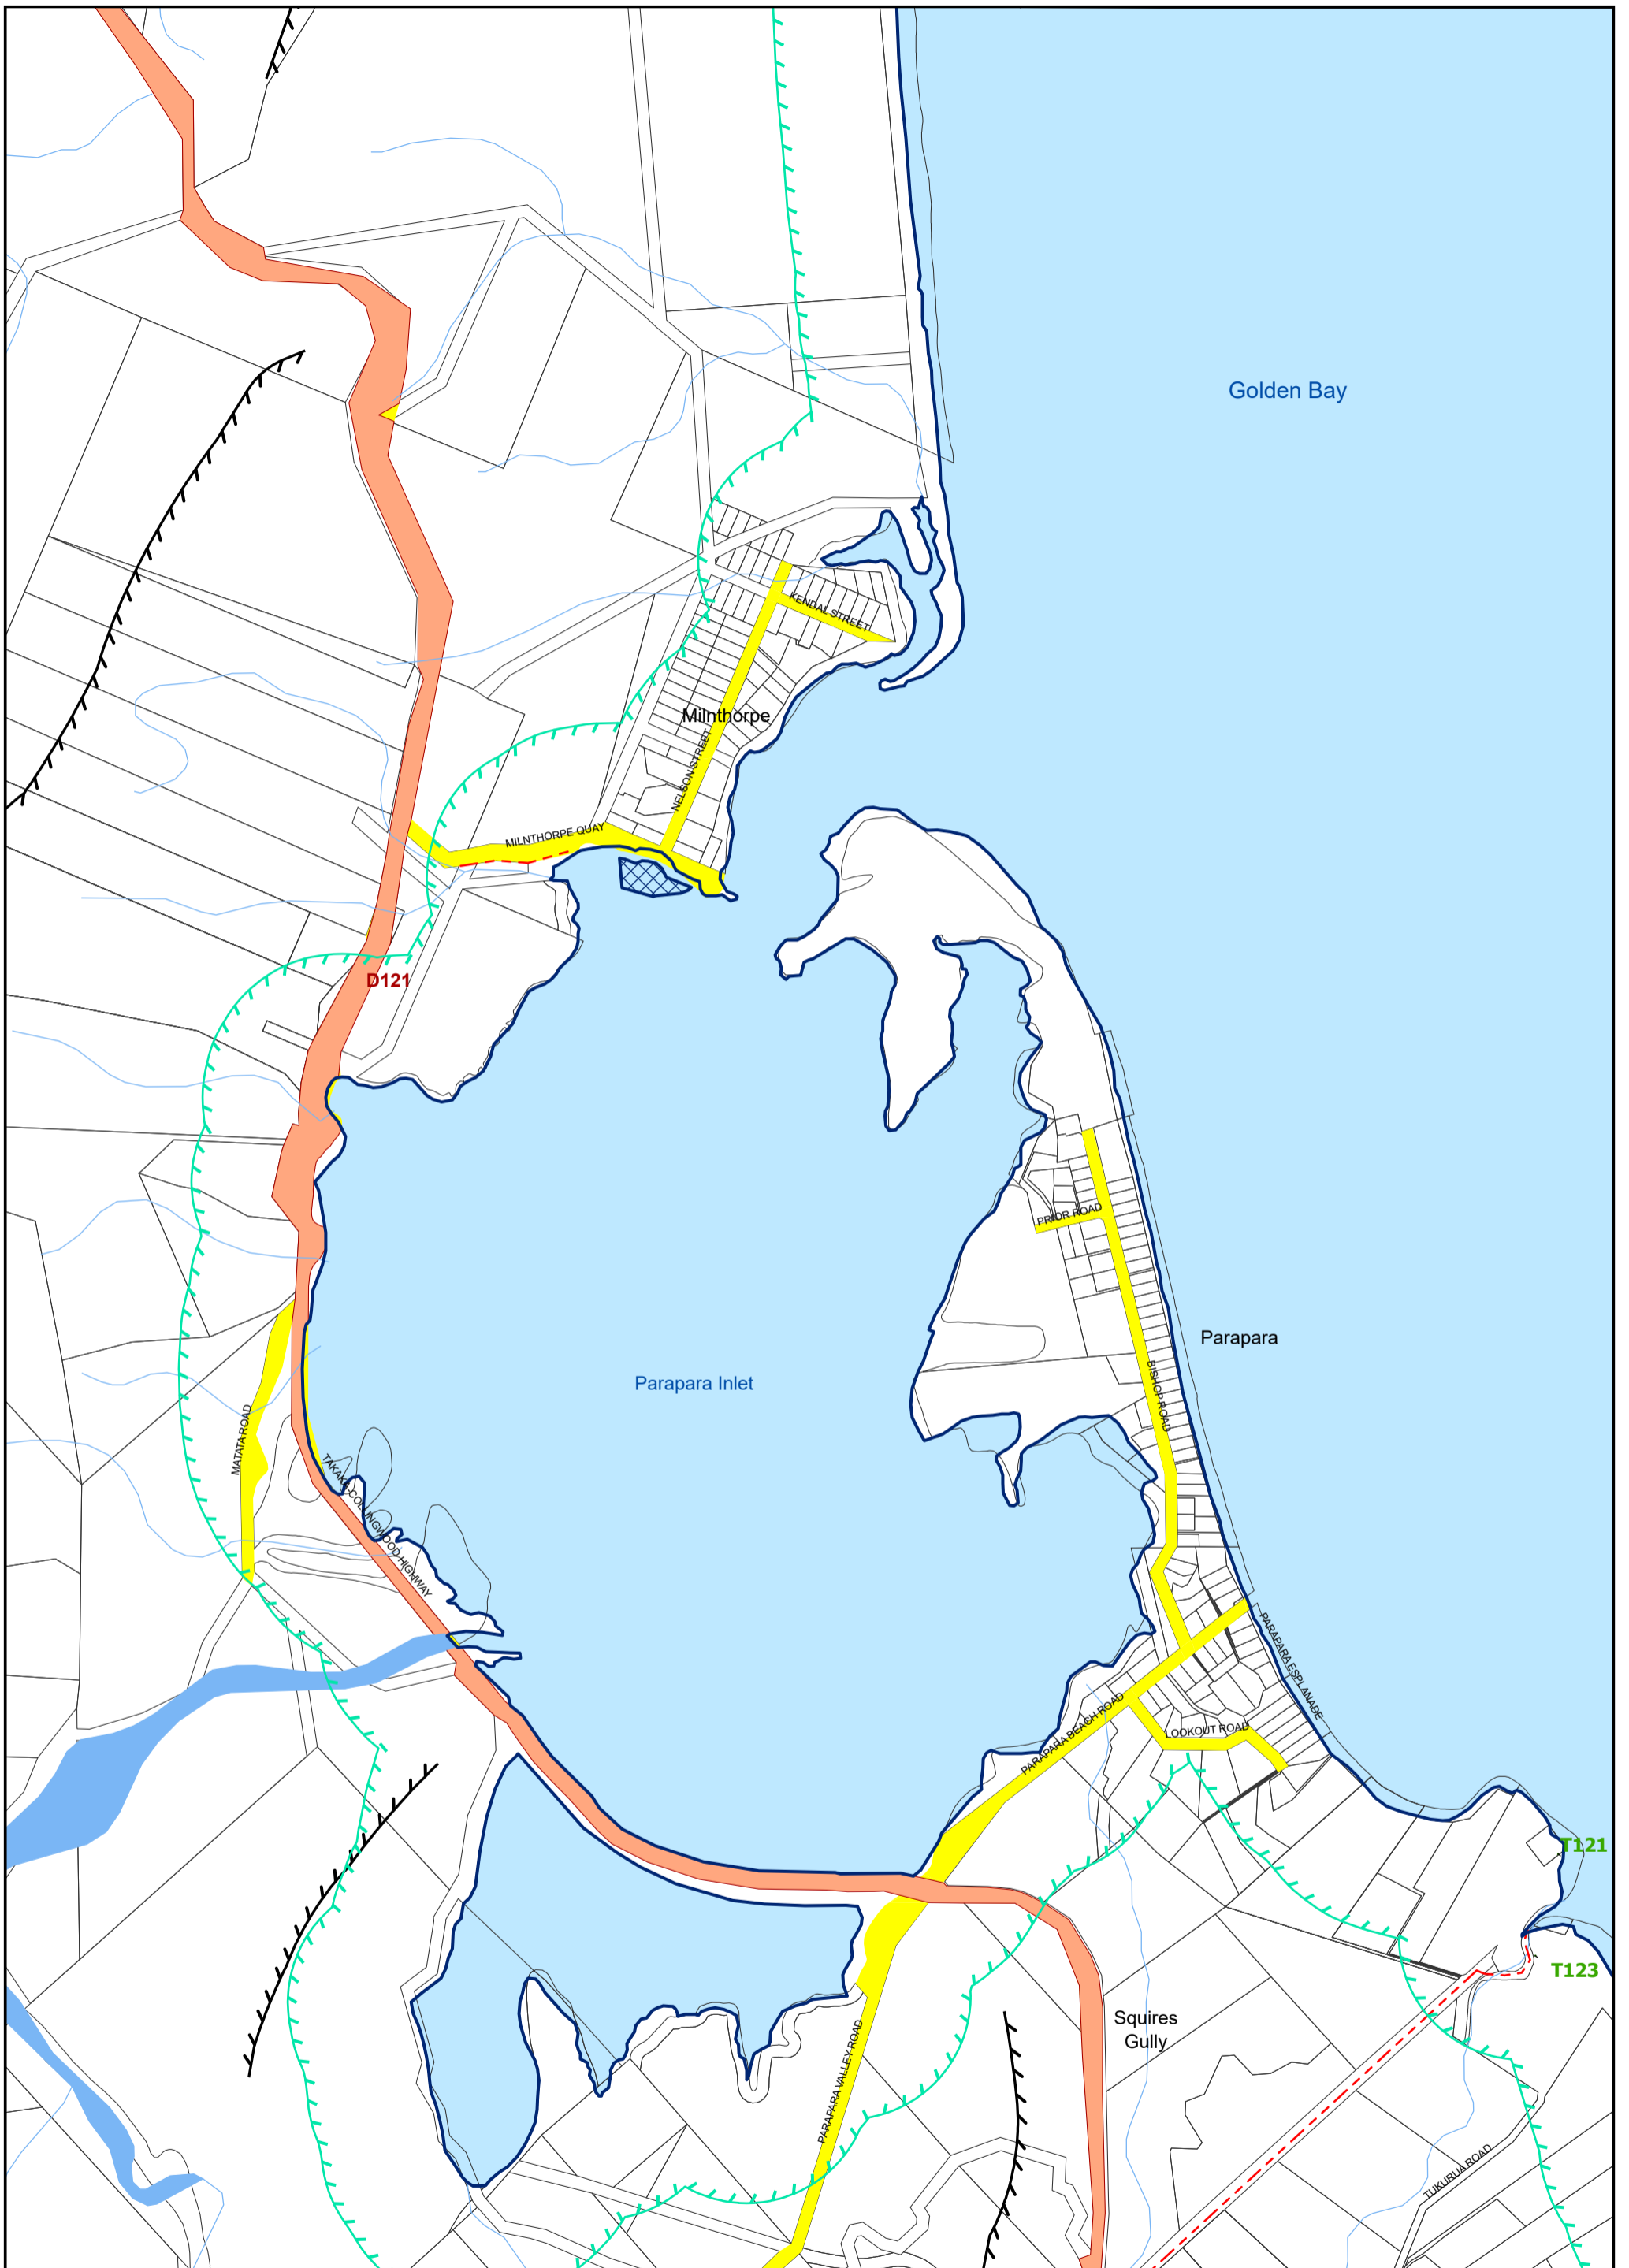 Golden Bay
KENDAL STREET
Milnthorpe
NELSON STREET
MILNTHORPE QUAY
D121
PRIOR ROAD
Parapara
BISHOP ROAD
Parapara Inlet
MATATA ROAD
TAKAKA-COLLINGWOOD HIGHWAY
PARAPARA ESPLANADE
PARAPARA BEACH ROAD
LOOKOUT ROAD
T121
T123
Squires
Gully
PARAPARA VALLEY ROAD
TUKURUA ROAD